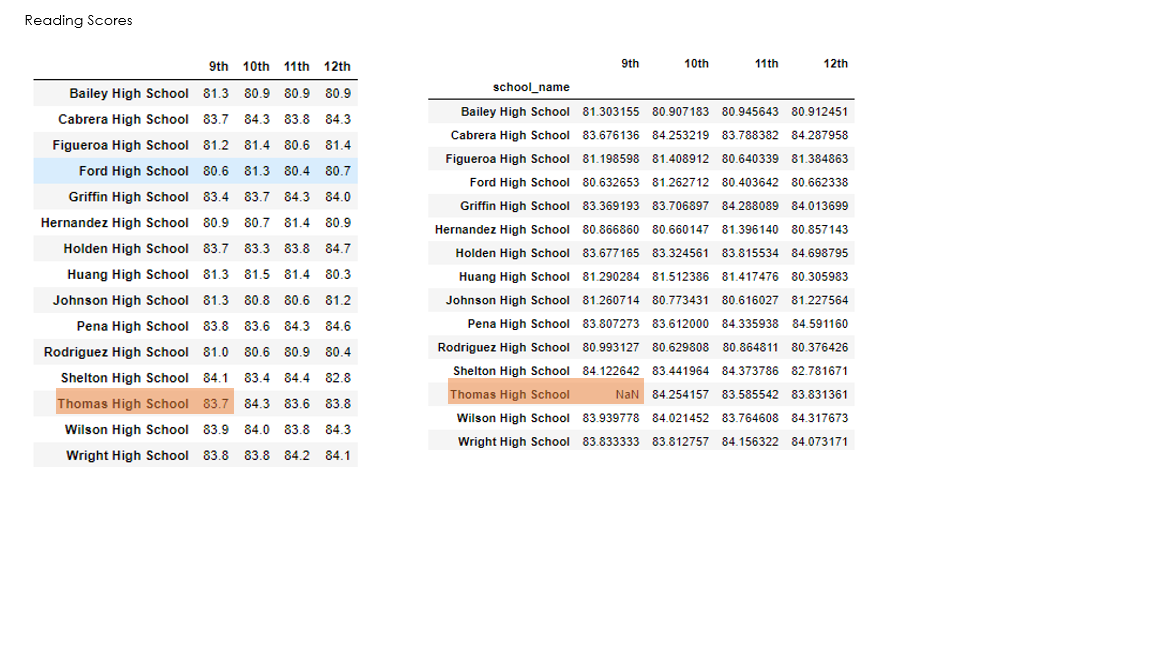 Reading Scores
9th 10th 11th 12th
Bailey High School 81.3 80.9 80.9 80.9
Cabrera High School 83.7 84.3 83.8 84.3
Figueroa High School 81.2 81.4 80.6 81.4
Ford High School 80.6 81.3 80.4 80.7
Griffin High School 83.4 83.7 84.3 84.0
Hernandez High School 80.9 80.7 81.4 80.9
Holden High School 83.7 83.3 83.8 84.7
Huang High School 81.3 81.5 81.4 80.3
Johnson High School 81.3 80.8 80.6 81.2
Pena High School 83.8 83.6 84.3 84.6
Rodriguez High School 81.0 80.6 80.9 80.4
Shelton High School 84.1 83.4 84.4 82.8
Thomas High School 83.7 84.3 83.6 83.8
Wilson High School 83.9 84.0 83.8 84.3
Wright High School 83.8 83.8 84.2 84.1
9th 10th 11th 12th
school_name
Bailey High School 81.303155 80.907183 80.945643 80.912451
Cabrera High School 83.676136 84.253219 83.788382 84.287958
Figueroa High School 81.198598 81.408912 80.640339 81.384863
Ford High School 80.632653 81.262712 80.403642 80.662338
Griffin High School 83.369193 83.706897 84.288089 84.013699
Hernandez High School 80.866860 80.660147 81.396140 80.857143
Holden High School 83.677165 83.324561 83.815534 84.698795
Huang High School 81.290284 81.512386 81.417476 80.305983
Johnson High School 81.260714 80.773431 80.616027 81.227564
Pena High School 83.807273 83.612000 84.335938 84.591160
Rodriguez High School 80.993127 80.629808 80.864811 80.376426
Shelton High School 84.122642 83.441964 84.373786 82.781671
Thomas High School NaN 84.254157 83.585542 83.831361
Wilson High School 83.939778 84.021452 83.764608 84.317673
Wright High School 83.833333 83.812757 84.156322 84.073171